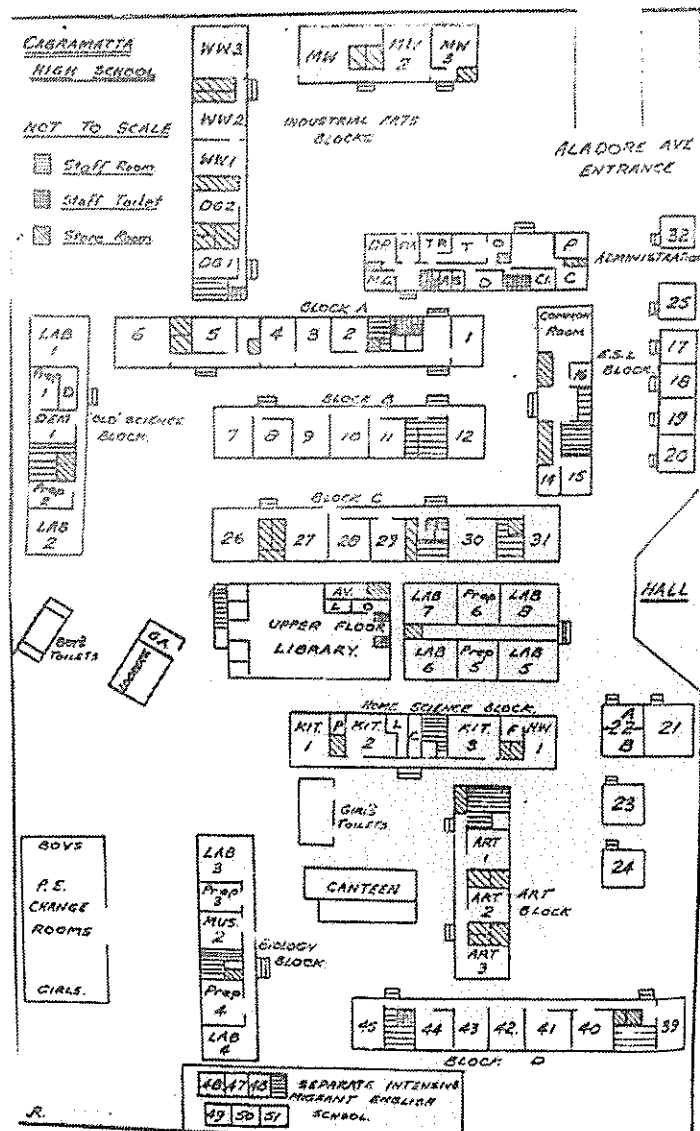 CABRAMATTA
HIGH SCHOOL
NOT TO SCALE
Staff Room
Staff Toilet
Store Room
WW3
WW2
WW1
DG2
DG1
MW
MW
2
MW
3
INDUSTRIAL ARTS
BLOCKS
ALADORE AVE
ENTRANCE
DP
TR
T
O
P
O
CL
C
ADMINISTRATION
32
25
17
18
19
20
E.S.L
BLOCK
COMMON
ROOM
16
14
15
BLOCK A
6
5
4
3
2
1
LAB
1
Prep
1
D
DEM
1
Prep
2
LAB
2
'OLD' SCIENCE
BLOCK.
BLOCK B
7
8
9
10
11
12
BLOCK C
26
27
28
29
30
31
AV.
L
O
UPPER FLOOR
LIBRARY.
LAB
7
Prep
6
LAB
8
LAB
6
Prep
5
LAB
5
HALL
BOYS
TOILETS
G.A.
HOME SCIENCE BLOCK.
KIT.
1
P
KIT.
2
L
KIT.
3
F
NW
1
A
22
B
21
23
24
GIRLS
TOILETS
CANTEEN
ART
1
ART
2
ART
3
ART
BLOCK
BOYS
P.E.
CHANGE
ROOMS
GIRLS.
LAB
3
Prep
3
MUS.
2
Prep
4
LAB
4
BIOLOGY
BLOCK.
45
44
43
42
41
40
39
BLOCK D
46 47 48
49 50 51
SEPARATE INTENSIVE
MIGRANT ENGLISH
SCHOOL.
R.